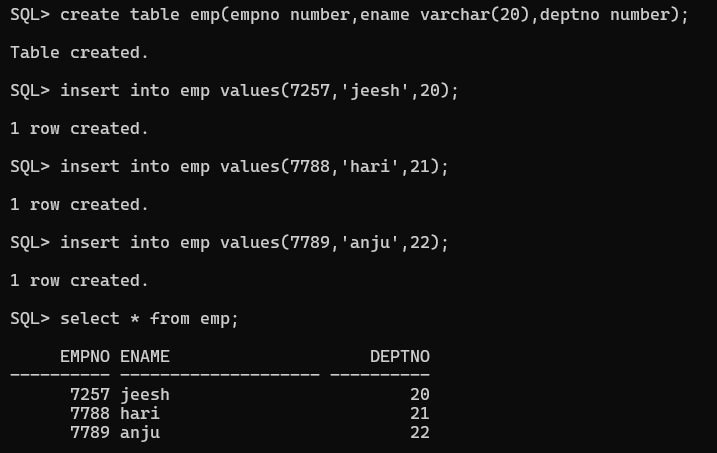 SQL> create table emp(empno number,ename varchar(20),deptno number);
Table created.
SQL> insert into emp values(7257,'jeesh',20);
1 row created.
SQL> insert into emp values(7788,'hari',21);
1 row created.
SQL> insert into emp values(7789,'anju',22);
1 row created.
SQL> select * from emp;
     EMPNO ENAME                    DEPTNO
---------- -------------------- ----------
      7257 jeesh                        20
      7788 hari                         21
      7789 anju                         22